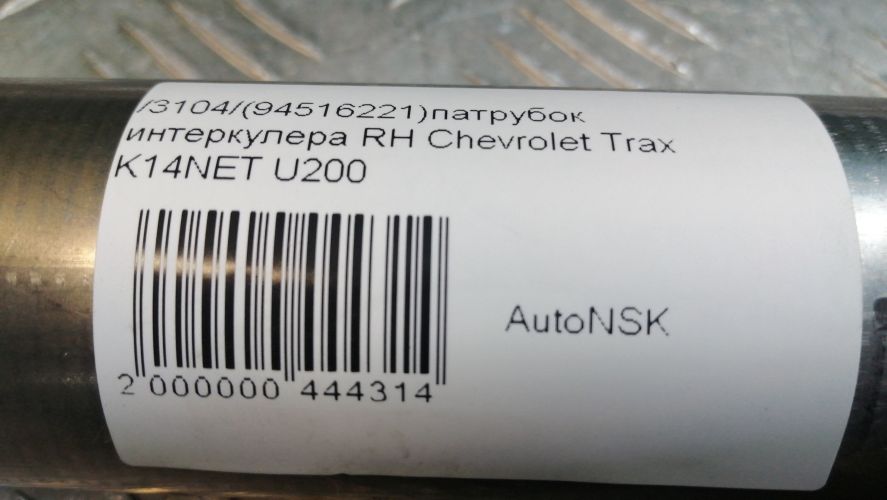 /3104/(94516221)патрубок
интеркулера RH Chevrolet Trax
K14NET U200
AutoNSK
2 000000 444314